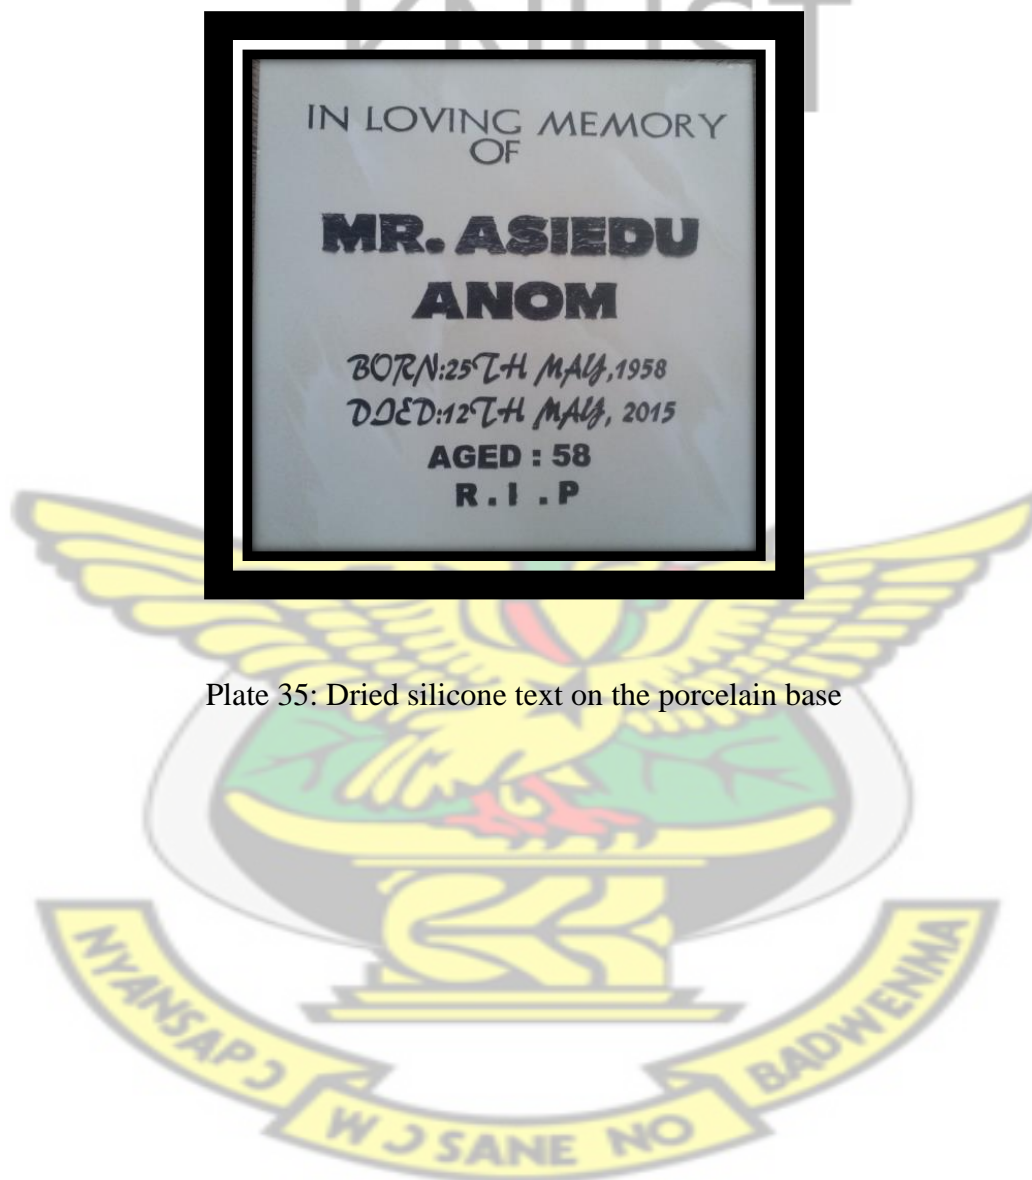 KNUST
IN LOVING MEMORY
OF
MR. ASIEDU
ANOM
BORN:25TH MAY,1958
DIED:12TH MAY, 2015
AGED : 58
R . I . P
Plate 35: Dried silicone text on the porcelain base
NYANSAPƆ
WƆSANE NO
BADWENMA